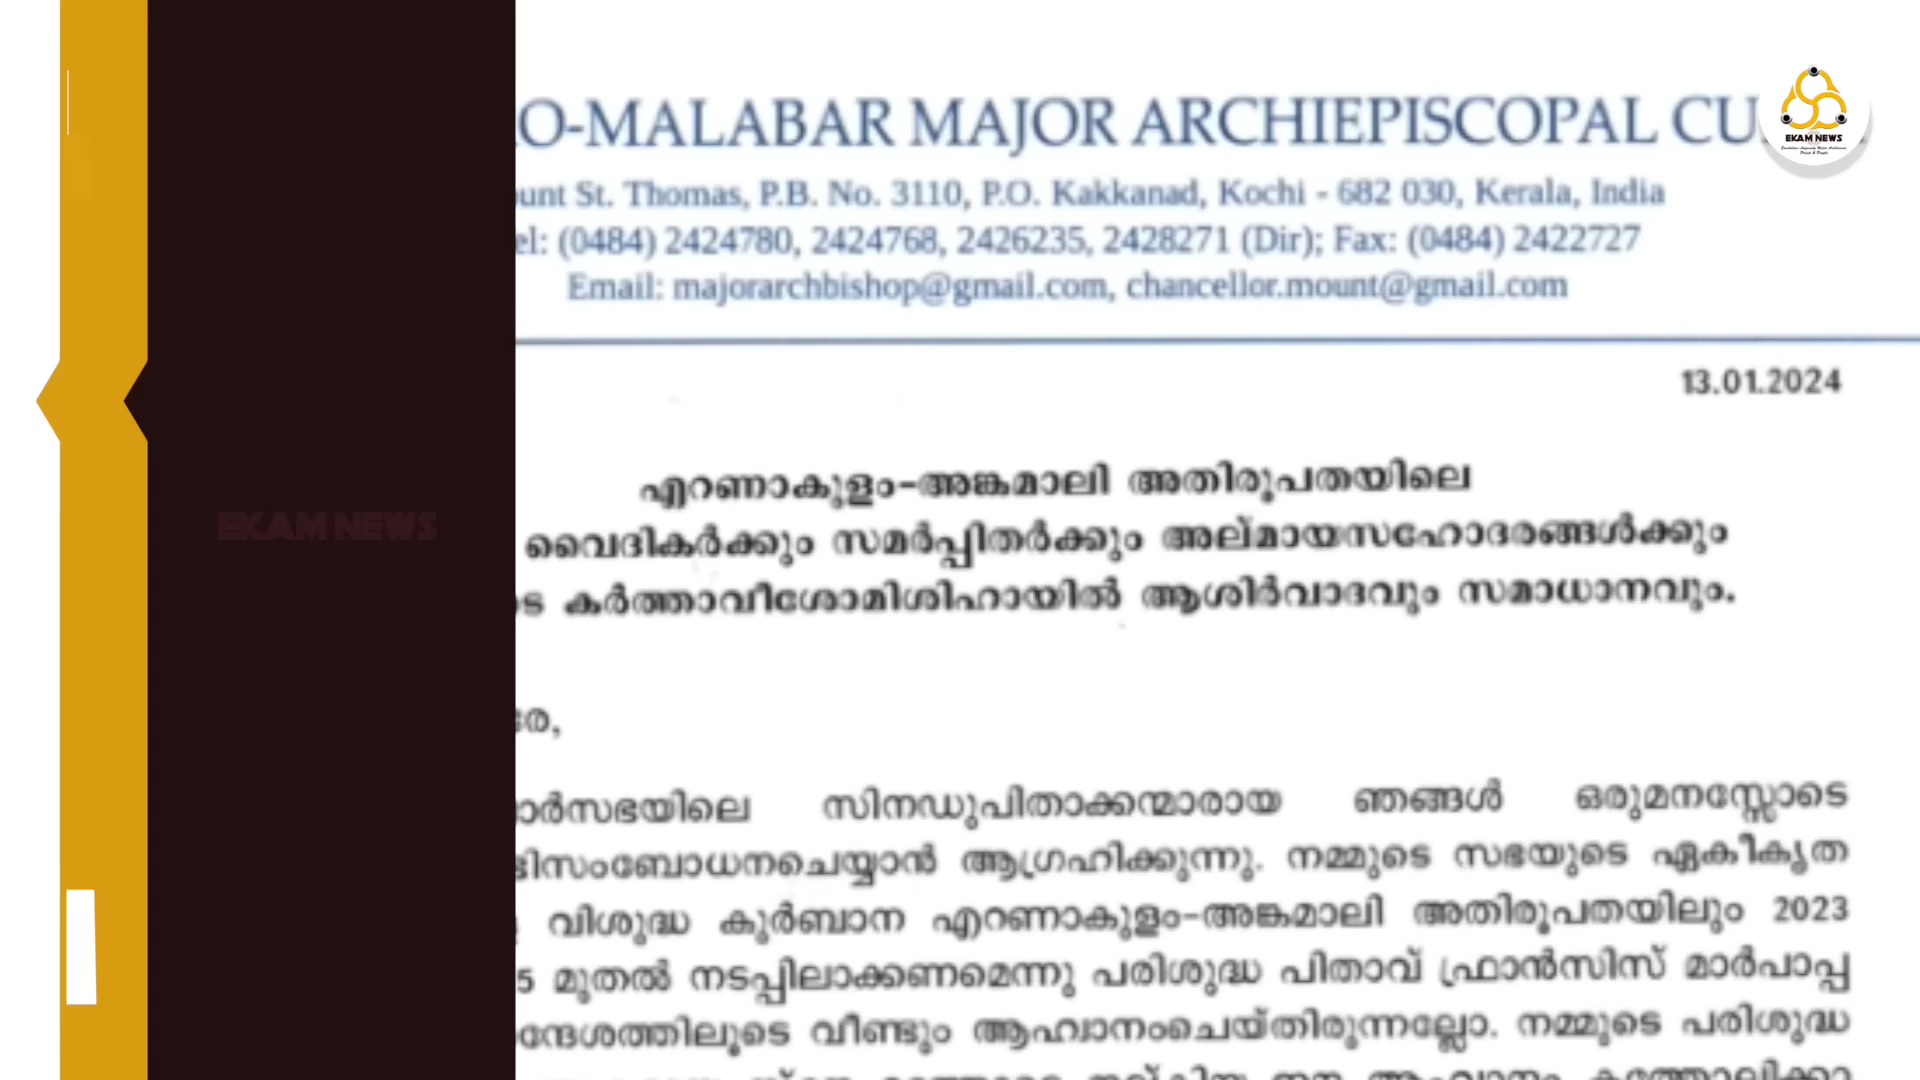 EKAM NEWS
O-MALABAR MAJOR ARCHIEPISCOPAL CU
unt St. Thomas, P.B. No. 3110, P.O. Kakkanad, Kochi - 682 030, Kerala, India
el: (0484) 2424780, 2424768, 2426235, 2428271 (Dir); Fax: (0484) 2422727
Email: majorarchbishop@gmail.com, chancellor.mount@gmail.com
13.01.2024
എറണാകുളം-അങ്കമാലി അതിരൂപതയിലെ
വൈദികർക്കും സമർപ്പിതർക്കും അല്മായസഹോദരങ്ങൾക്കും
ടെ കർത്താവീശോമിശിഹായിൽ ആശിർവാദവും സമാധാനവും.
EKAM NEWS
രേ,
ർസഭയിലെ സിനഡുപിതാക്കന്മാരായ ഞങ്ങൾ ഒരുമനസ്സോടെ
ിസംബോധനചെയ്യാൻ ആഗ്രഹിക്കുന്നു. നമ്മുടെ സഭയുടെ ഏകീകൃത
വിശുദ്ധ കുർബാന എറണാകുളം-അങ്കമാലി അതിരൂപതയിലും 2023
5 മുതൽ നടപ്പിലാക്കണമെന്നു പരിശുദ്ധ പിതാവ് ഫ്രാൻസിസ് മാർപാപ്പ
ന്ദേശത്തിലൂടെ വീണ്ടും ആഹ്വാനംചെയ്തിരുന്നല്ലോ. നമ്മുടെ പരിശുദ്ധ